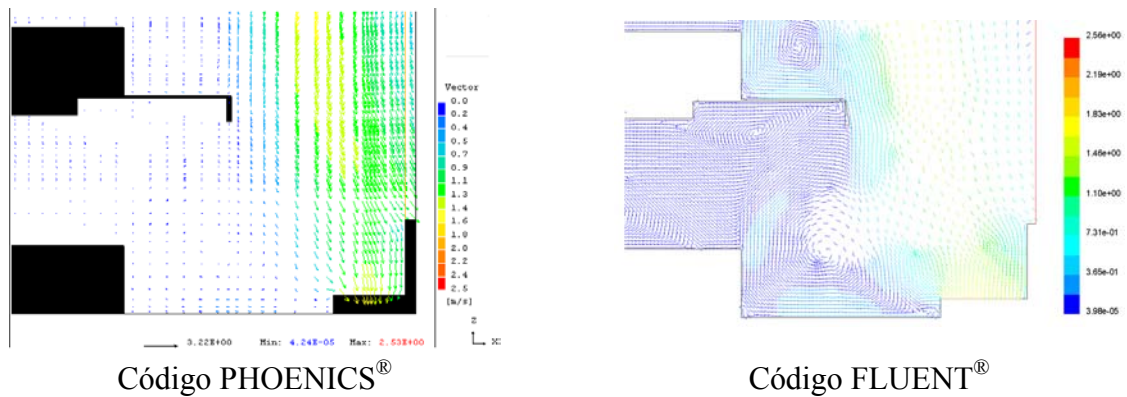 Vector
0.0
0.2
0.4
0.5
0.7
0.9
1.1
1.3
1.4
1.6
1.8
2.0
2.2
2.4
2.5
[m/s]
3.22E+00 Min: 4.24E-05 Max: 2.53E+00
Código PHOENICS®
2.56e+00
2.19e+00
1.83e+00
1.46e+00
1.10e+00
7.31e-01
3.65e-01
3.98e-05
Código FLUENT®